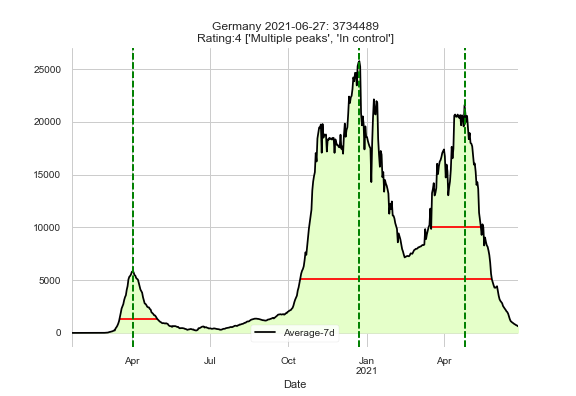 Germany 2021-06-27: 3734489
Rating:4 ['Multiple peaks', 'In control']
25000
20000
15000
10000
5000
0
Average-7d
Apr Jul Oct Jan Apr
2021
Date